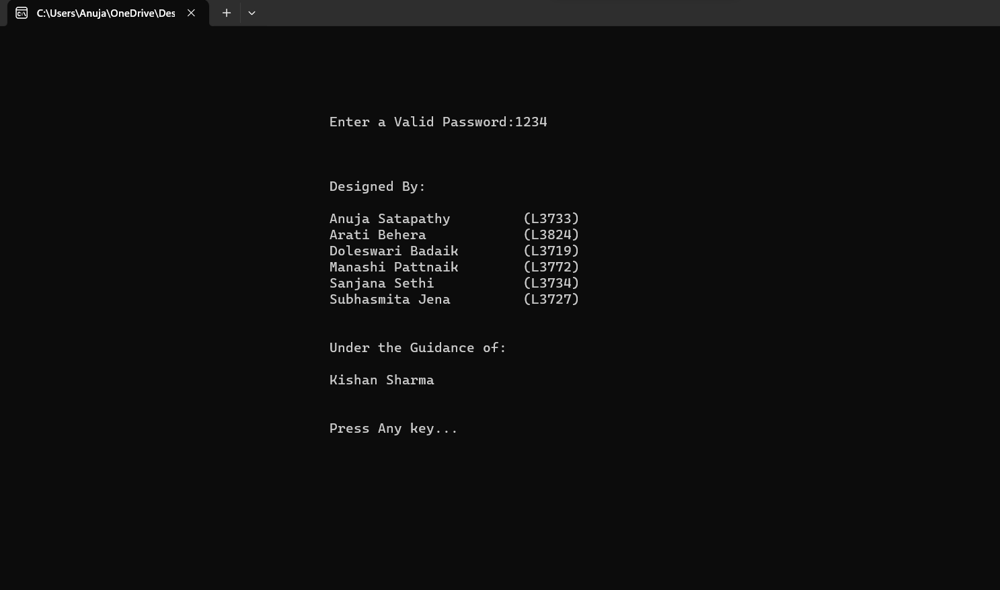 C:\Users\Anuja\OneDrive\Des
Enter a Valid Password:1234
Designed By:
Anuja Satapathy (L3733)
Arati Behera (L3824)
Doleswari Badaik (L3719)
Manashi Pattnaik (L3772)
Sanjana Sethi (L3734)
Subhasmita Jena (L3727)
Under the Guidance of:
Kishan Sharma
Press Any key...